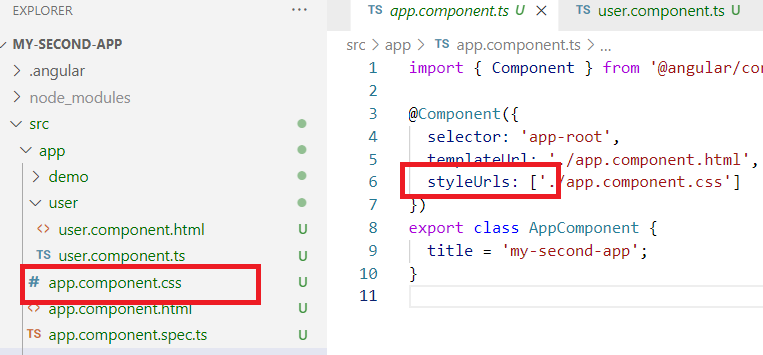 EXPLORER
...
MY-SECOND-APP
.angular
node_modules
src
app
demo
user
<> user.component.html U
TS user.component.ts U
# app.component.css U
<> app.component.html U
TS app.component.spec.ts U
TS app.component.ts U ×
TS user.component.ts U
src > app > TS app.component.ts > ...
1 import { Component } from '@angular/cor
2
3 @Component({
4 selector: 'app-root',
5 templateUrl: './app.component.html',
6 styleUrls: ['./app.component.css']
7 })
8 export class AppComponent {
9 title = 'my-second-app';
10 }
11